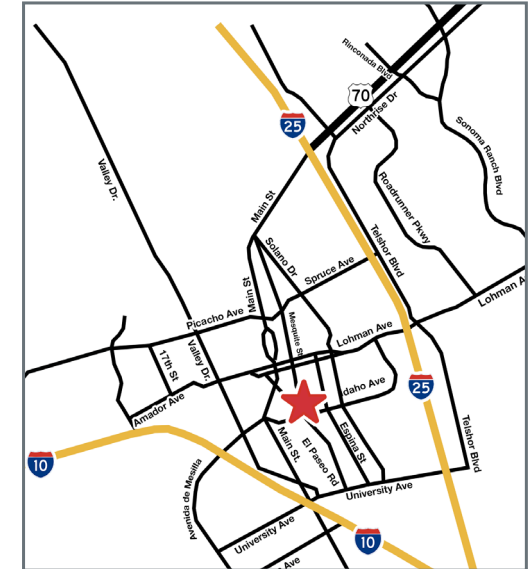 Rinconada Blvd
70
Northrise Dr
25
Sonoma Ranch Blvd
Valley Dr.
Roadrunner Pkwy
Main St
Telshor Blvd
Solano Dr
Spruce Ave
Main St
Lohman A
Picacho Ave
Mesquite St
Lohman Ave
Valley Dr.
17th St
25
daho Ave
Amador Ave
Main St.
El Paseo Rd
Espina St
Telshor Blvd
10
Avenida de Mesilla
University Ave
University Ave
10
Ave